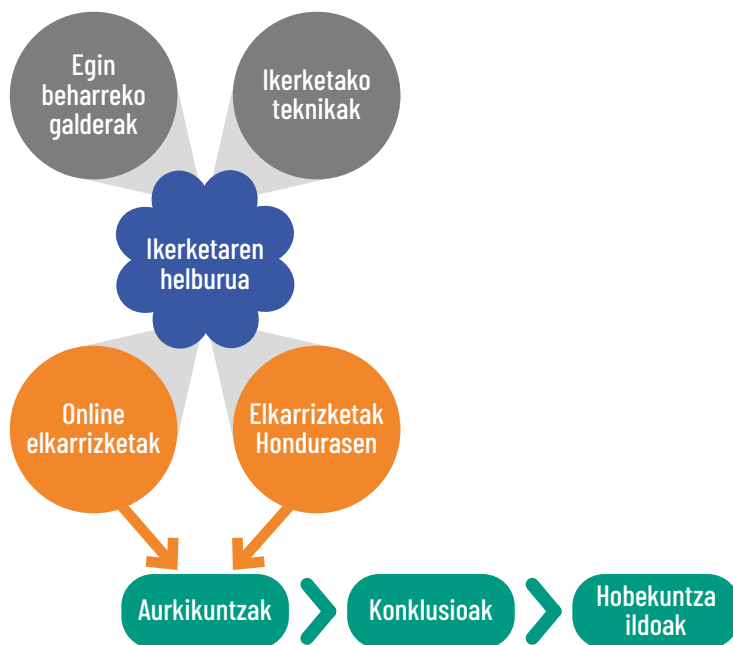 Egin
beharreko
galderak
Ikerketako
teknikak
Ikerketaren
helburua
Online
elkarrizketak
Elkarrizketak
Hondurasen
Aurkikuntzak
Konklusioak
Hobekuntza
ildoak